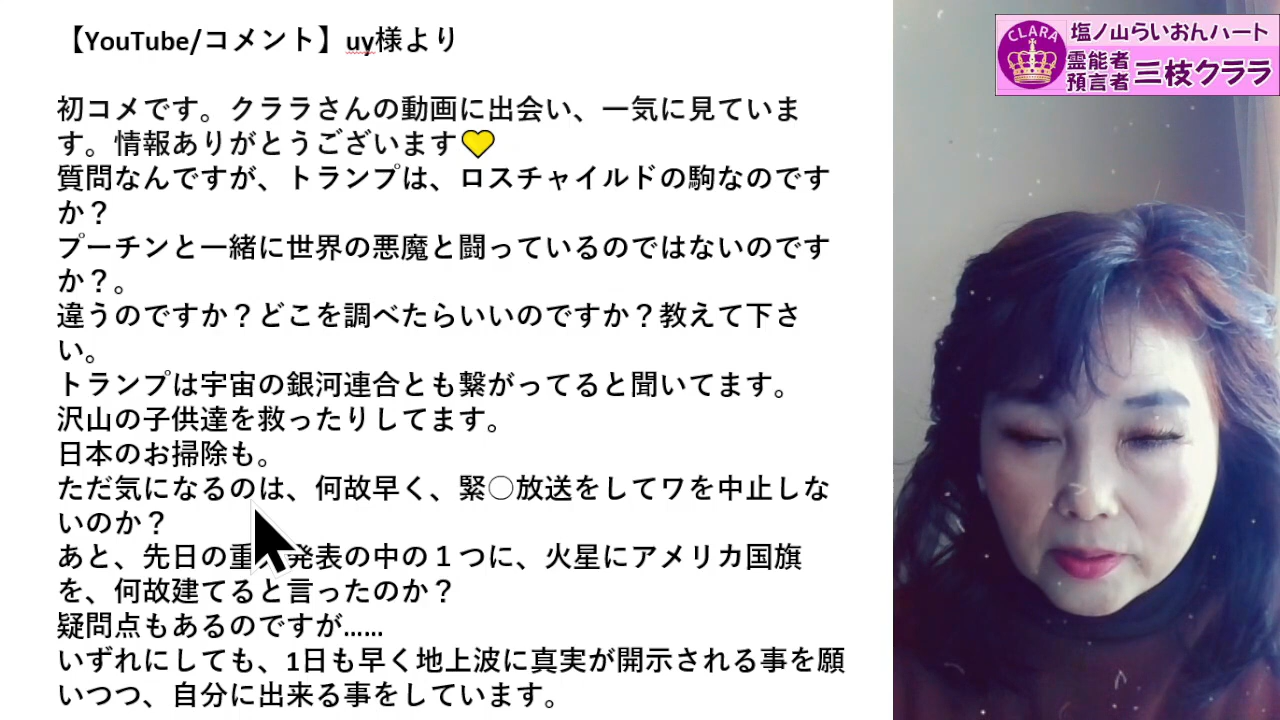 【YouTube/コメント】uy様より
初コメです。クララさんの動画に出会い、一気に見ていま
す。情報ありがとうございます💛
質問なんですが、トランプは、ロスチャイルドの駒なのです
か？
プーチンと一緒に世界の悪魔と闘っているのではないのです
か？。
違うのですか？どこを調べたらいいのですか？教えて下さ
い。
トランプは宇宙の銀河連合とも繋がってると聞いてます。
沢山の子供達を救ったりしてます。
日本のお掃除も。
ただ気になるのは、何故早く、緊〇放送をしてワを中止しな
いのか？
あと、先日の重発表の中の１つに、火星にアメリカ国旗
を、何故建てると言ったのか？
疑問点もあるのですが……
いずれにしても、1日も早く地上波に真実が開示される事を願
いつつ、自分に出来る事をしています。
CLARA
塩ノ山らいおんハート
霊能者
預言者
三枝クララ